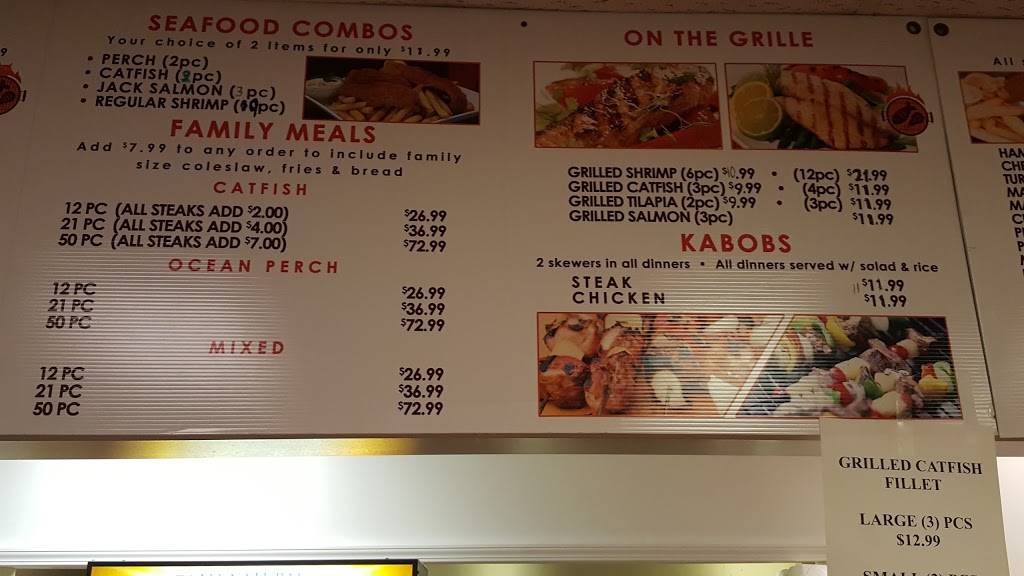 SEAFOOD COMBOS
Your choice of 2 Items for only $11.99
• PERCH (2pc)
• CATFISH (2pc)
• JACK SALMON (3pc)
• REGULAR SHRIMP
FAMILY MEALS
Add $7.99 to any order to include family
size coleslaw, fries & bread
CATFISH
12 PC (ALL STEAKS ADD $2.00) $26.99
21 PC (ALL STEAKS ADD $4.00) $36.99
50 PC (ALL STEAKS ADD $7.00) $72.99
OCEAN PERCH
12 PC $26.99
21 PC $36.99
50 PC $72.99
MIXED
12 PC $26.99
21 PC $36.99
50 PC $72.99
ON THE GRILLE
GRILLED SHRIMP (6pc) $10.99 • (12pc) $21.99
GRILLED CATFISH (3pc) $9.99 • (4pc) $11.99
GRILLED TILAPIA (2pc) $9.99 • (3pc) $11.99
GRILLED SALMON (3pc) $11.99
KABOBS
2 skewers in all dinners • All dinners served w/ salad & rice
STEAK $11.99
CHICKEN $11.99
All
GRILLED CATFISH
FILLET
LARGE (3) PCS
$12.99